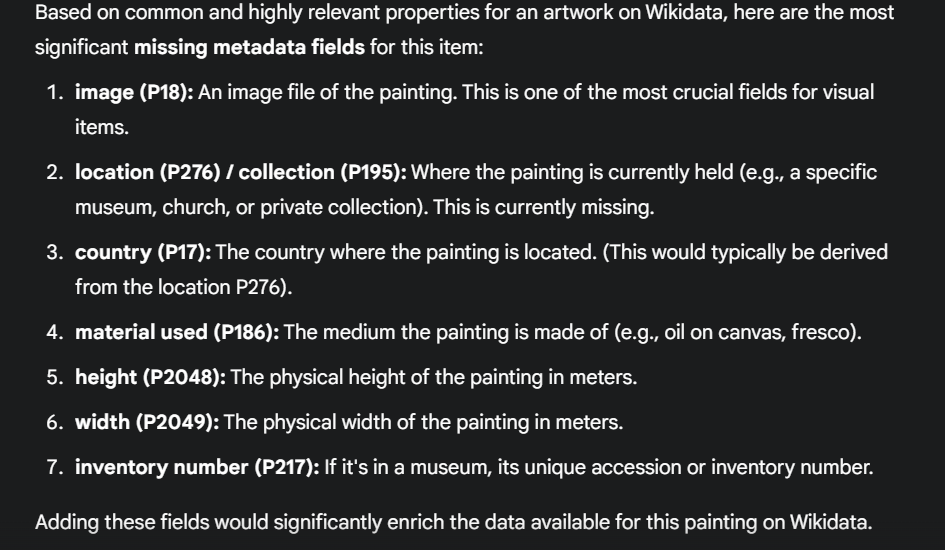 Based on common and highly relevant properties for an artwork on Wikidata, here are the most
significant missing metadata fields for this item:
1. image (P18): An image file of the painting. This is one of the most crucial fields for visual
items.
2. location (P276) / collection (P195): Where the painting is currently held (e.g., a specific
museum, church, or private collection). This is currently missing.
3. country (P17): The country where the painting is located. (This would typically be derived
from the location P276).
4. material used (P186): The medium the painting is made of (e.g., oil on canvas, fresco).
5. height (P2048): The physical height of the painting in meters.
6. width (P2049): The physical width of the painting in meters.
7. inventory number (P217): If it's in a museum, its unique accession or inventory number.
Adding these fields would significantly enrich the data available for this painting on Wikidata.